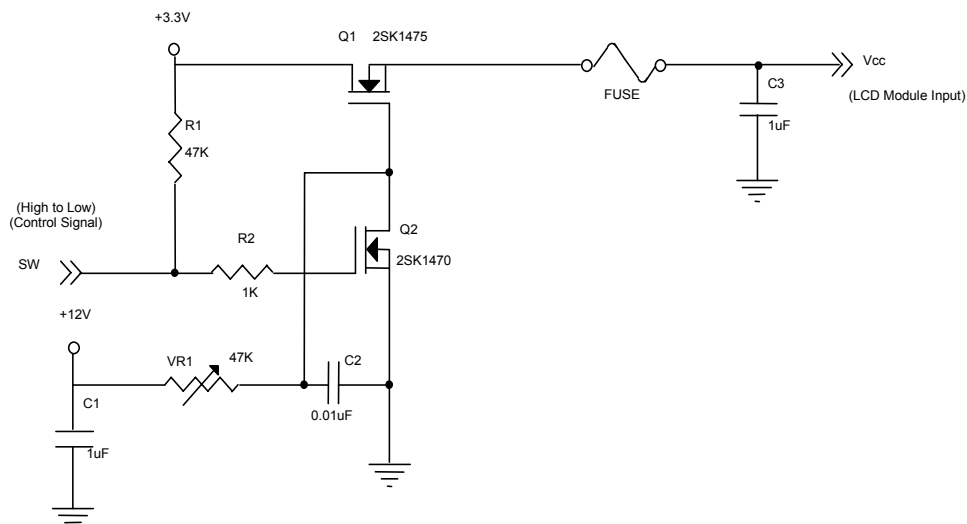 +3.3V
Q1 2SK1475
Vcc
FUSE
C3
(LCD Module Input)
R1
1uF
47K
(High to Low)
(Control Signal)
R2
Q2
SW
2SK1470
1K
+12V
VR1 47K
C2
C1
0.01uF
1uF